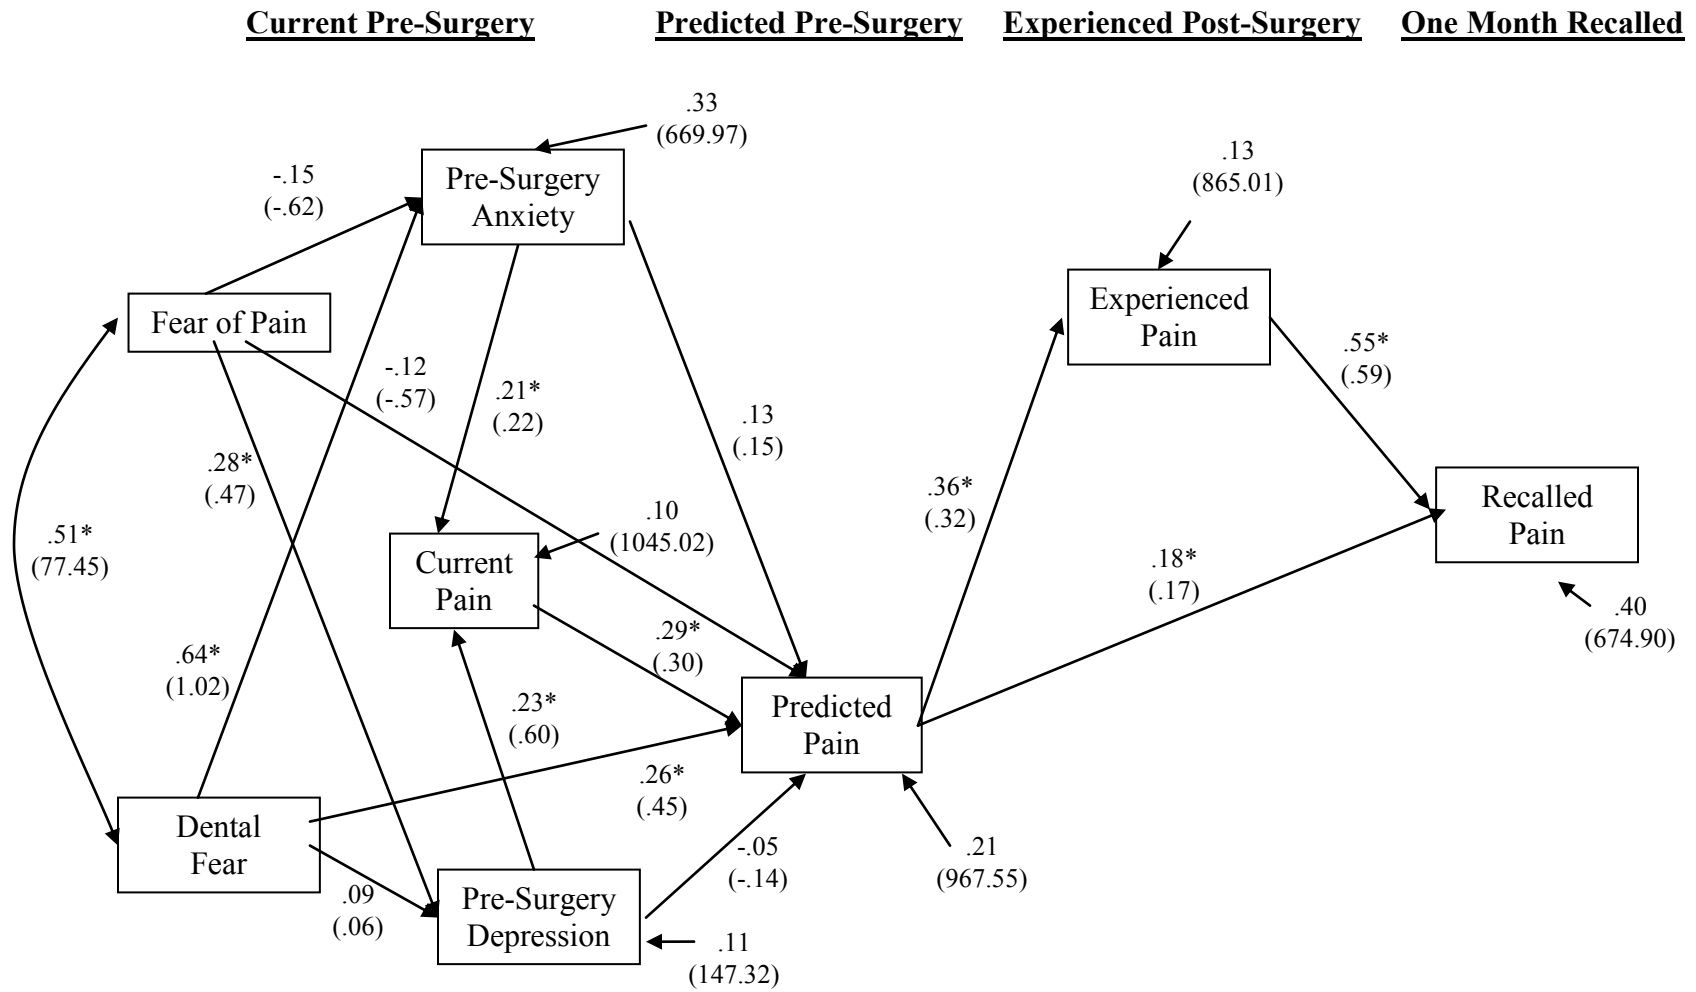 Current Pre-Surgery
Predicted Pre-Surgery
Experienced Post-Surgery
One Month Recalled
.33
(669.97)
Pre-Surgery
Anxiety
-.15
(-.62)
.13
(865.01)
Fear of Pain
Experienced
Pain
-.12
(-.57)
.21*
(.22)
.13
(.15)
.55*
(.59)
.28*
(.47)
.36*
(.32)
Recalled
Pain
.51*
(77.45)
.10
(1045.02)
Current
Pain
.18*
(.17)
.40
(674.90)
.64*
(1.02)
.29*
(.30)
.23*
(.60)
Predicted
Pain
.26*
(.45)
Dental
Fear
-.05
(-.14)
.21
(967.55)
.09
(.06)
Pre-Surgery
Depression
.11
(147.32)